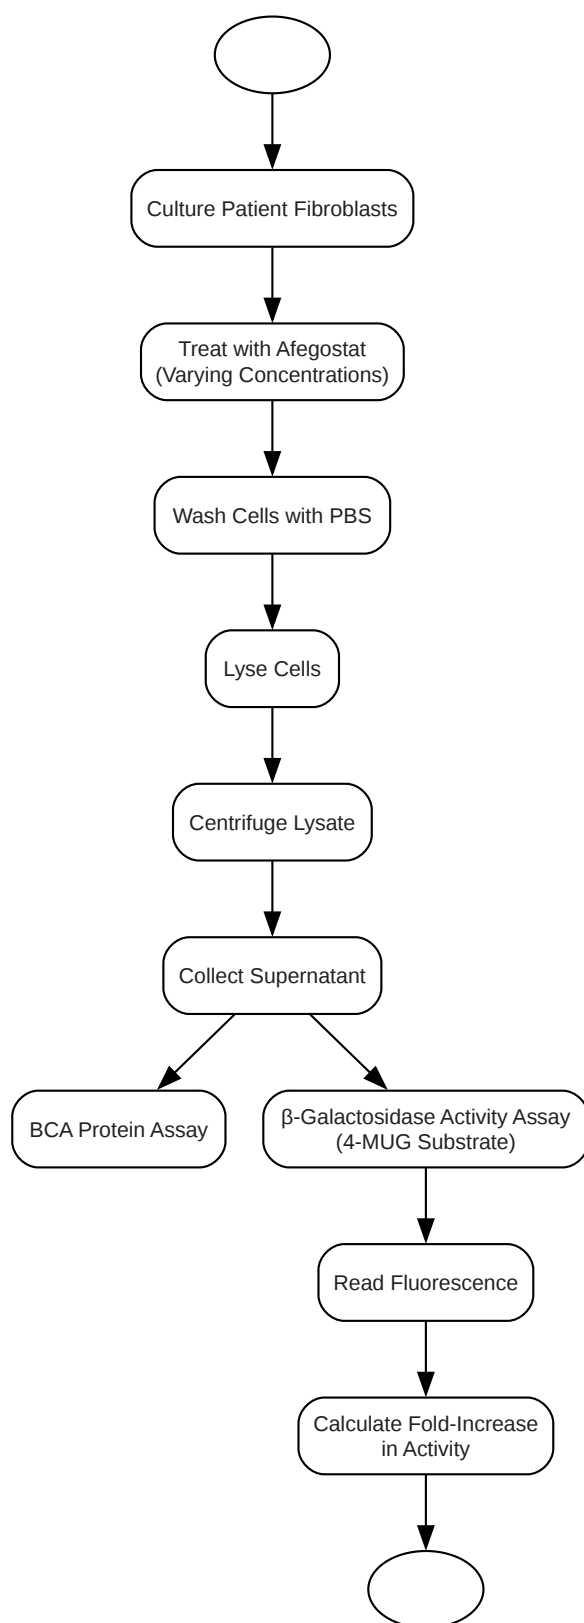 Culture Patient Fibroblasts
Treat with Afegostat
(Varying Concentrations)
Wash Cells with PBS
Lyse Cells
Centrifuge Lysate
Collect Supernatant
BCA Protein Assay
β-Galactosidase Activity Assay
(4-MUG Substrate)
Read Fluorescence
Calculate Fold-Increase
in Activity